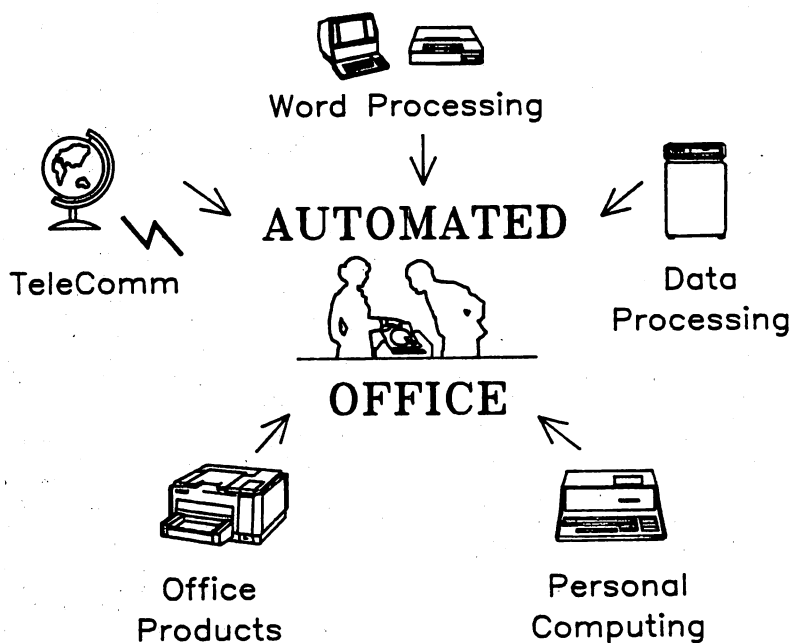 Word Processing
AUTOMATED
TeleComm
Data
Processing
OFFICE
Office
Products
Personal
Computing